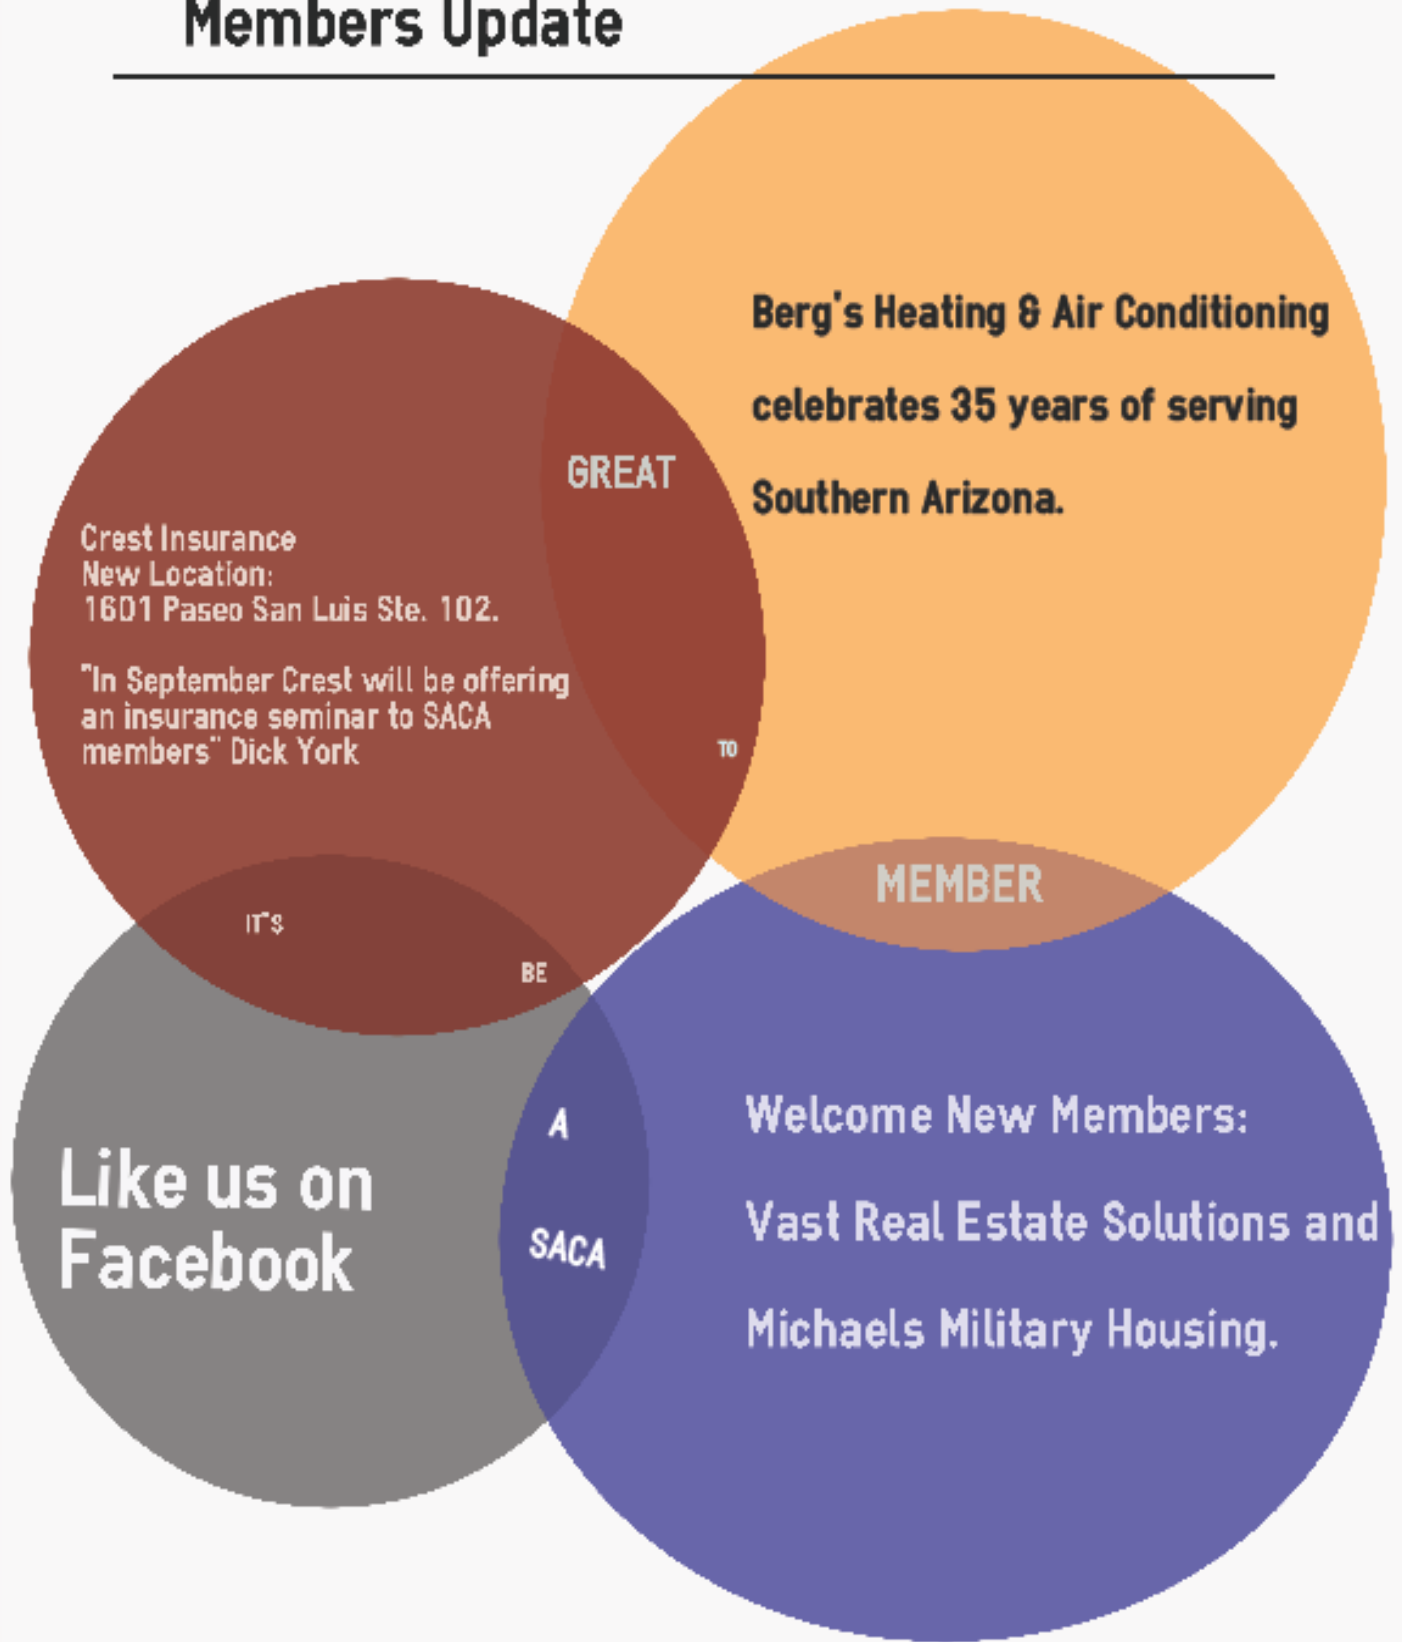 Members Update
Berg's Heating & Air Conditioning
celebrates 35 years of serving
Southern Arizona.
GREAT
Crest Insurance
New Location:
1601 Paseo San Luis Ste. 102.
"In September Crest will be offering
an insurance seminar to SACA
members" Dick York
TO
MEMBER
IT'S
BE
A
SACA
Like us on
Facebook
Welcome New Members:
Vast Real Estate Solutions and
Michaels Military Housing.